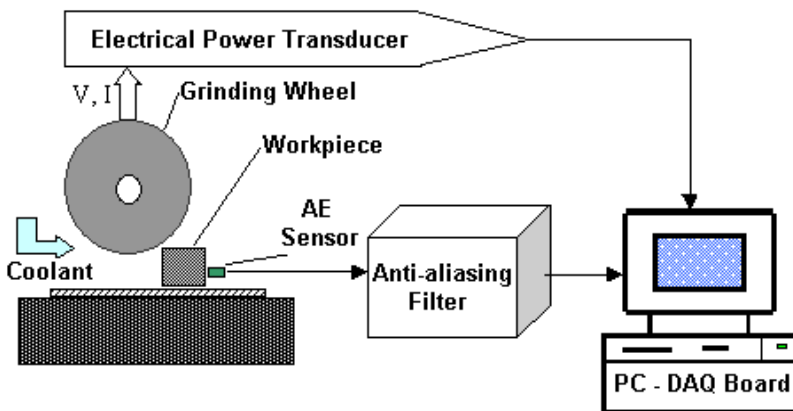 Electrical Power Transducer
V, I
Grinding Wheel
Workpiece
AE
Sensor
Coolant
Anti-aliasing
Filter
PC - DAQ Board